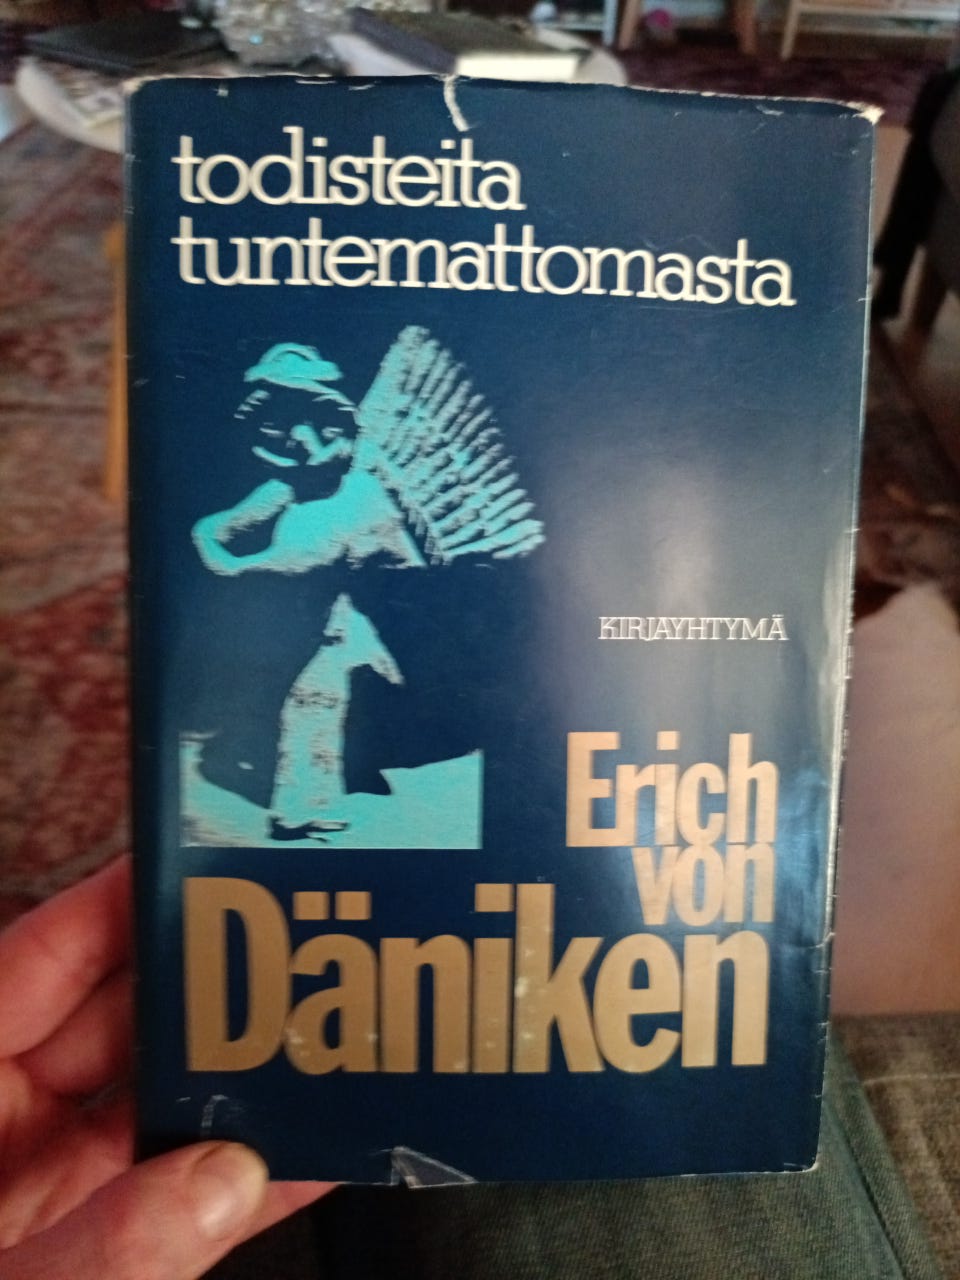 todisteita
tuntemattomasta
KIRJAYHTYMÄ
Erich
von
Däniken